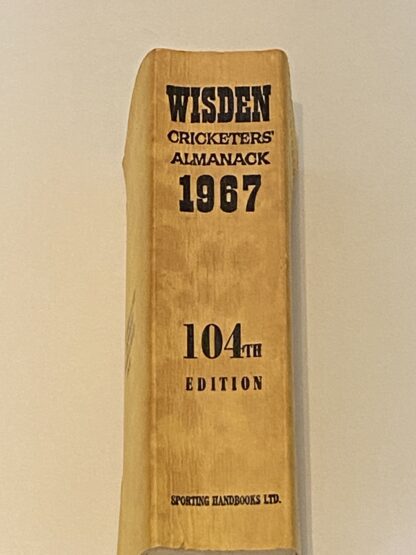 WISDEN
CRICKETERS'
ALMANACK
1967
104TH
EDITION
SPORTING HANDBOOKS LTD.